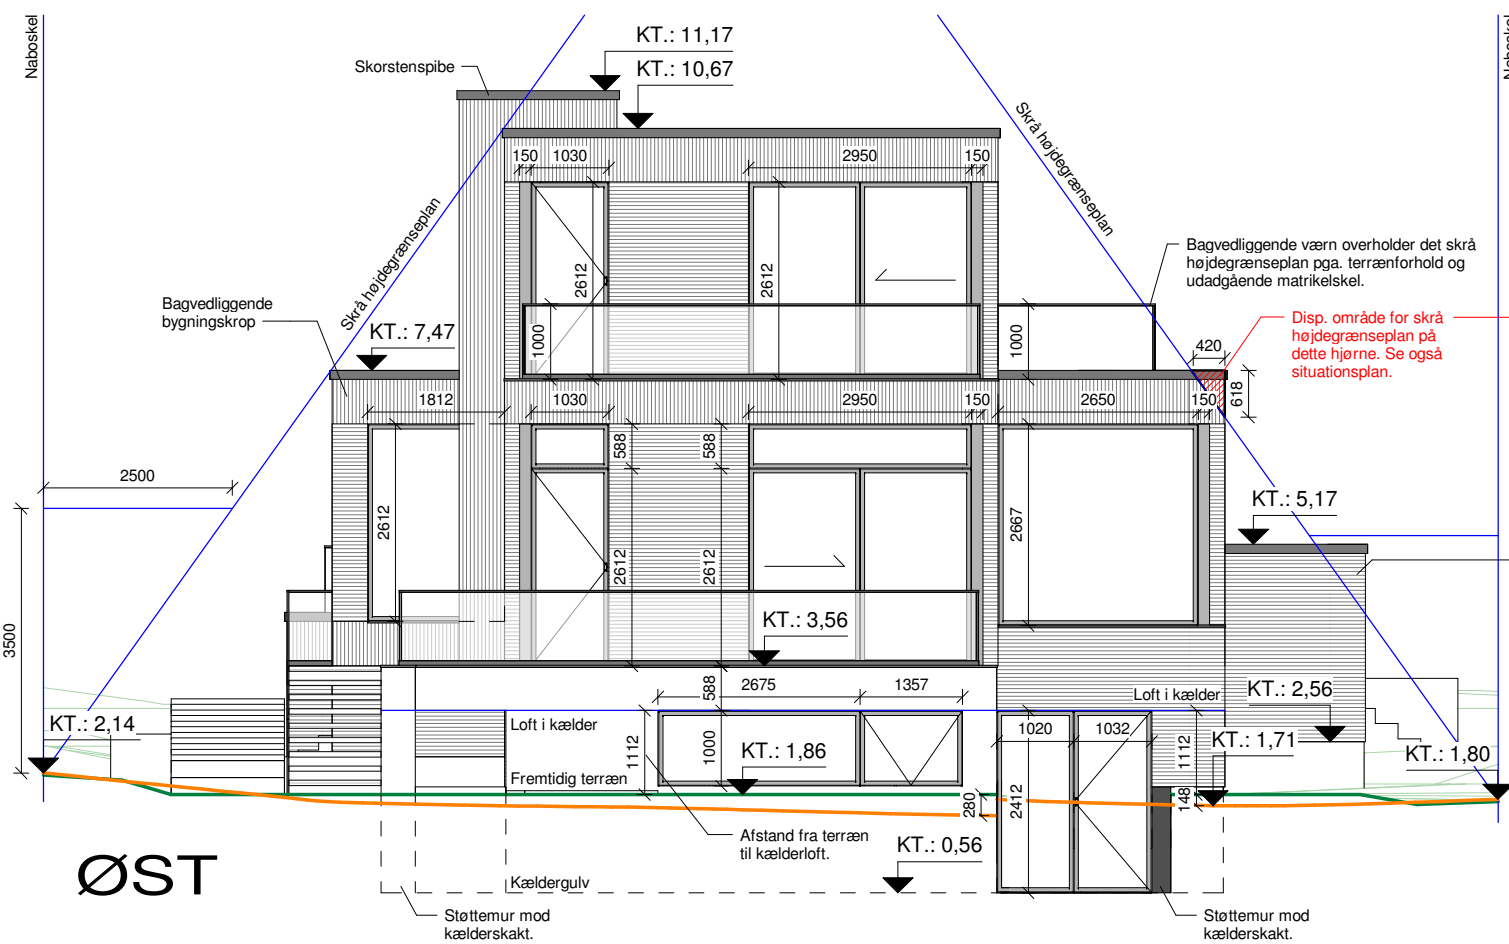 Naboskel
Skorstenspibe
KT.: 11,17
KT.: 10,67
Skrå højdegrænseplan
Skrå højdegrænseplan
Naboskel
150
1030
2950
150
2612
2612
Bagvedliggende værn overholder det skrå
højdegrænseplan pga. terrænforhold og
udadgående matrikelskel.
Bagvedliggende
bygningskrop
KT.: 7,47
1000
1000
Disp. område for skrå
højdegrænseplan på
dette hjørne. Se også
situationsplan.
420
618
1812
1030
2950
150
2650
150
588
588
2500
2612
2612
2612
2667
KT.: 5,17
3500
KT.: 3,56
588
2675
1357
Loft i kælder
KT.: 2,56
KT.: 2,14
Loft i kælder
1112
1000
KT.: 1,86
1020
1032
1112
KT.: 1,71
KT.: 1,80
Fremtidig terræn
280
2412
148
Afstand fra terræn
til kælderloft.
KT.: 0,56
ØST
Kældergulv
Støttemur mod
kælderskakt.
Støttemur mod
kælderskakt.